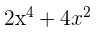 2x⁴ + 4x²